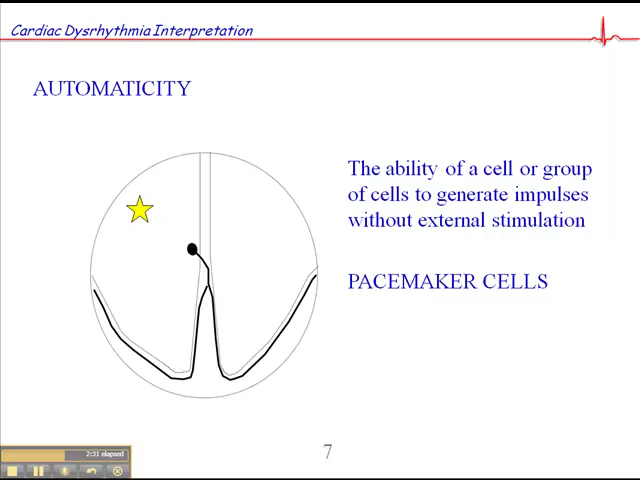 Cardiac Dysrhythmia Interpretation
AUTOMATICITY
The ability of a cell or group
of cells to generate impulses
without external stimulation
PACEMAKER CELLS
7
2:31 elapsed